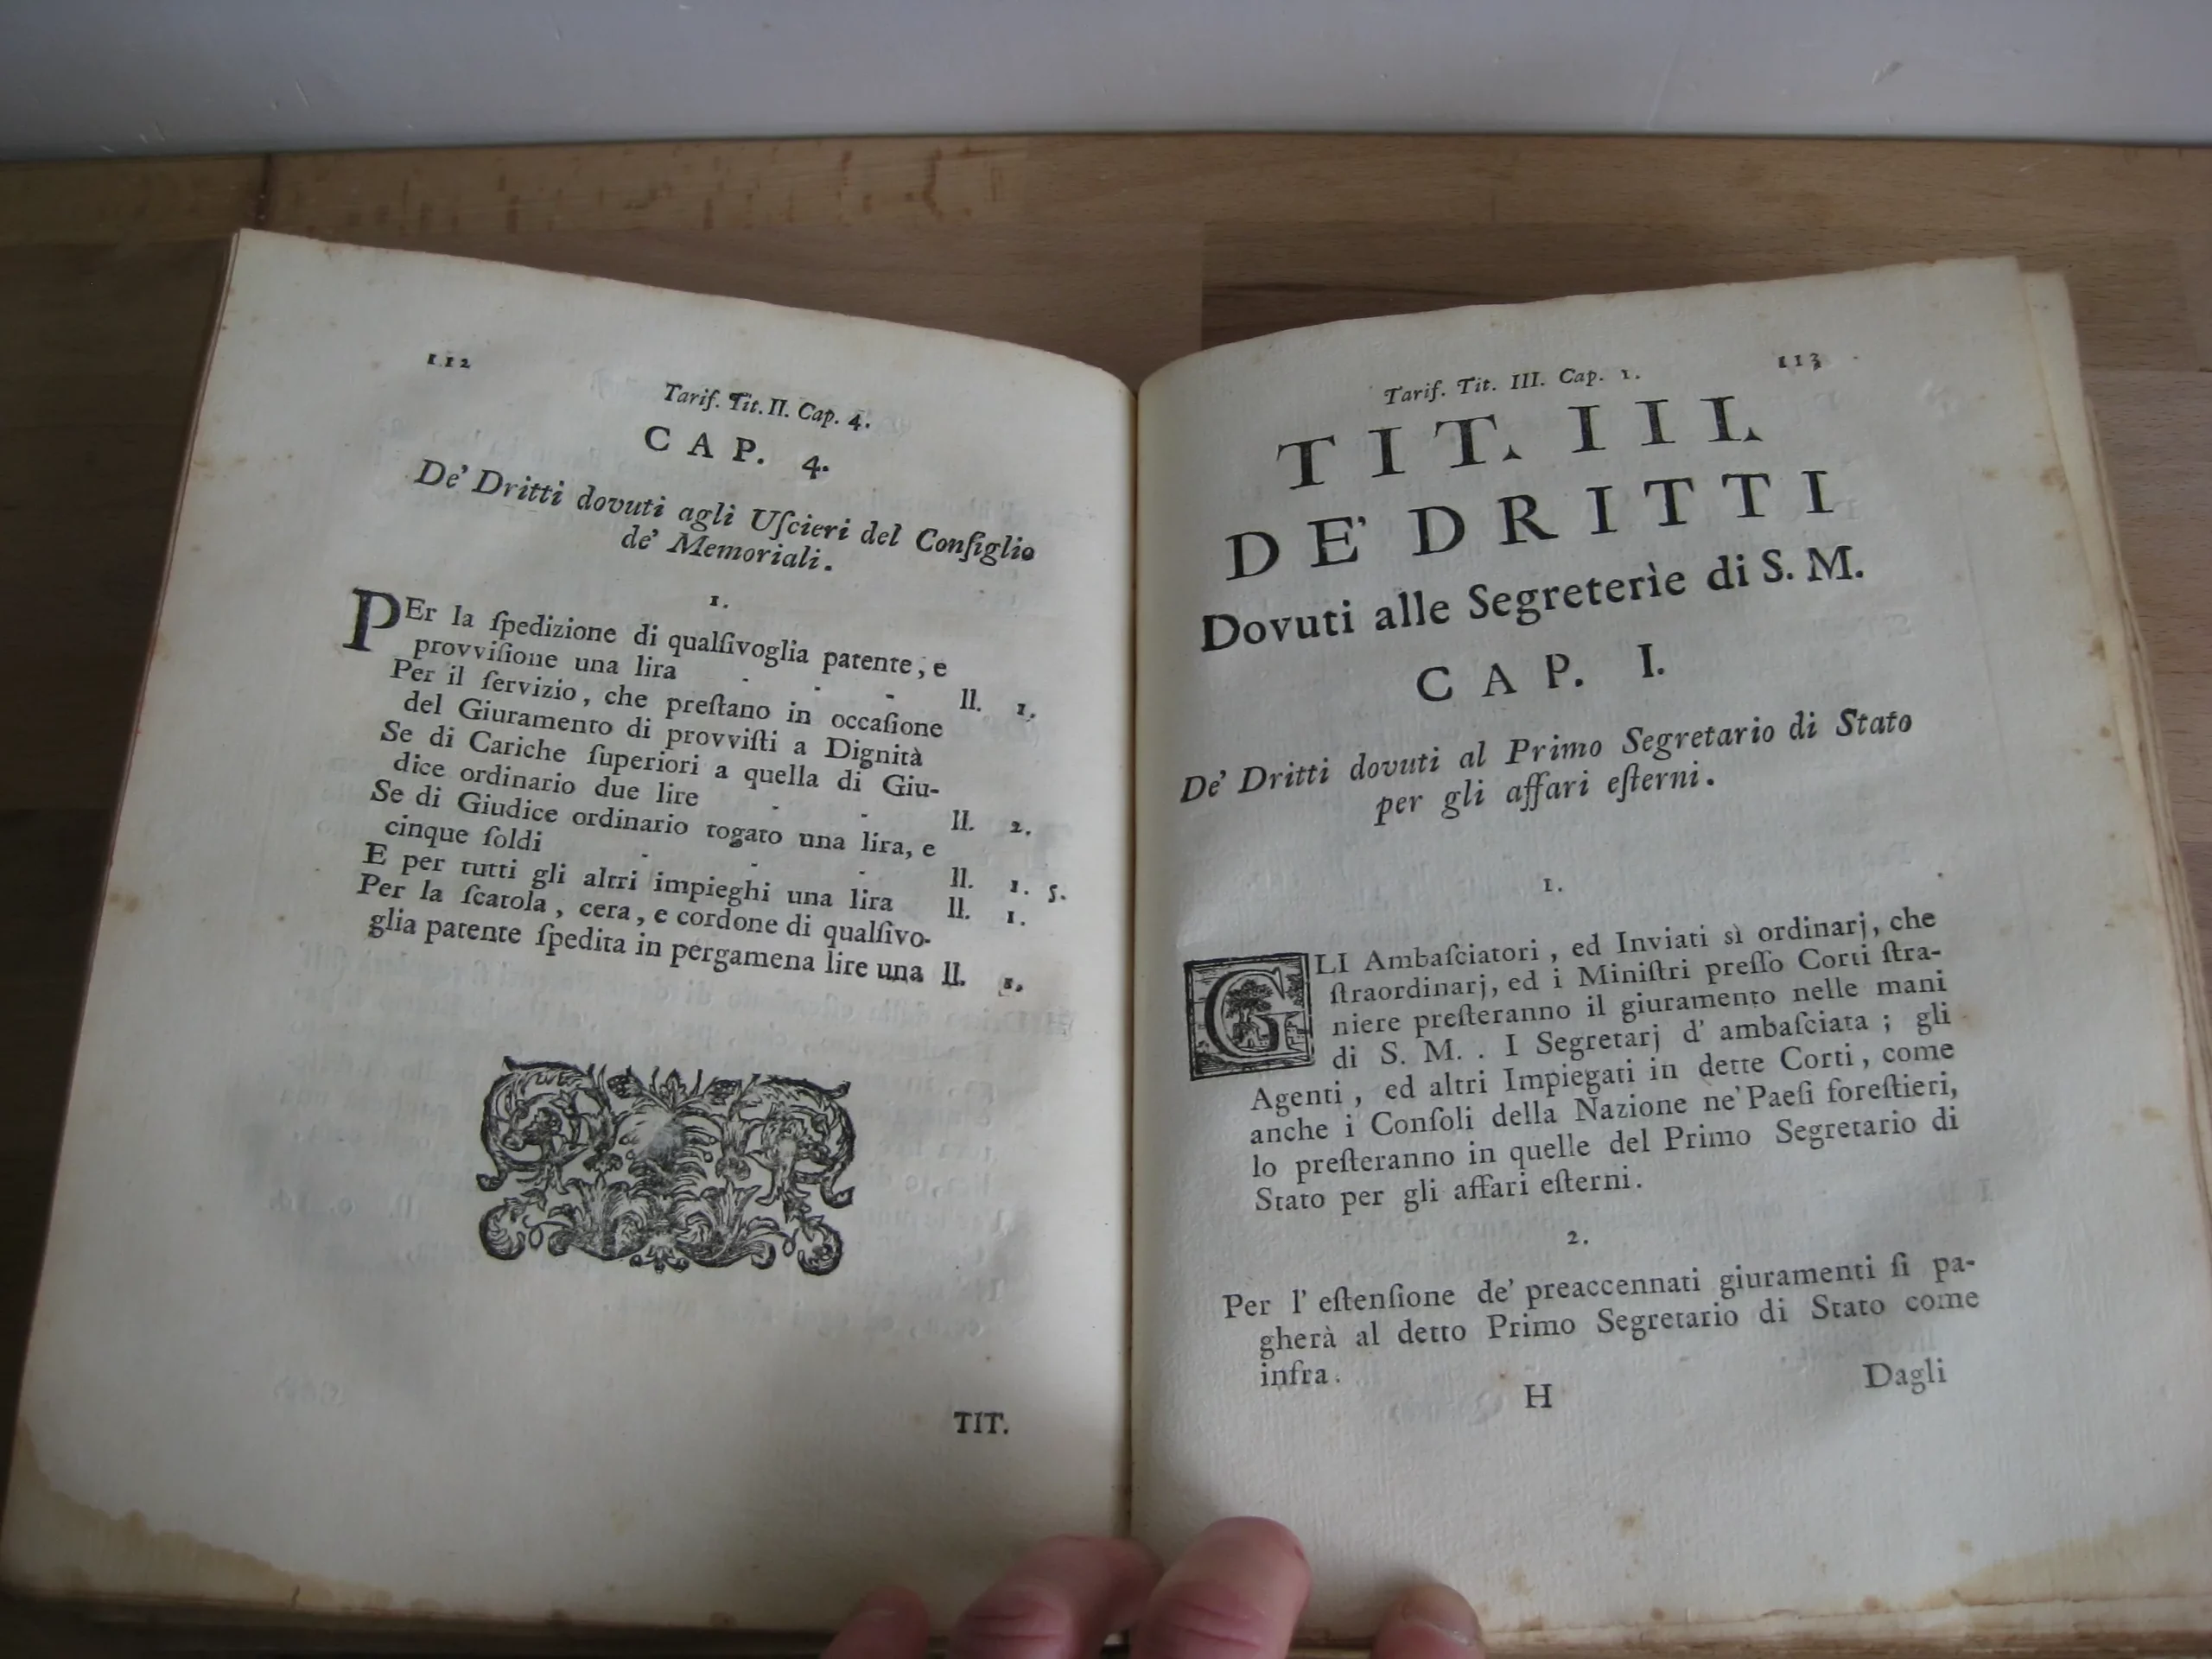 112
Tarif. Tit. II. Cap. 4.
CAP. 4.
De' Dritti dovuti agli Uſcieri del Conſiglio
de' Memoriali.
1.
PEr la ſpedizione di qualſivoglia patente, e
proviſione una lira - - - ll. 1.
Per il ſervizio, che preſtano in occaſione
del Giuramento di provviſti a Dignità
Se di Cariche ſuperiori a quella di Giu-
dice ordinario due lire - - ll. 2.
Se di Giudice ordinario togato una lira, e
cinque ſoldi - - - ll. 1. 5.
E per tutti gli altri impieghi una lira ll. 1.
Per la ſcatola, cera, e cordone di qualſivo-
glia patente ſpedita in pergamena lire una ll. 1.
TIT.
Tarif. Tit. III. Cap. 1. 113
TIT. III.
DE' DRITTI
Dovuti alle Segreterìe di S. M.
CAP. I.
De' Dritti dovuti al Primo Segretario di Stato
per gli affari eſterni.
1.
GLI Ambaſciatori, ed Inviati sì ordinarj, che
ſtraordinarj, ed i Miniſtri preſſo Corti ſtra-
niere preſteranno il giuramento nelle mani
di S. M.. I Segretarj d' ambaſciata; gli
Agenti, ed altri Impiegati in dette Corti, come
anche i Conſoli della Nazione ne' Paeſi foreſtieri,
lo preſteranno in quelle del Primo Segretario di
Stato per gli affari eſterni.
2.
Per l' eſtenſione de' preaccennati giuramenti ſi pa-
gherà al detto Primo Segretario di Stato come
infra.
H Dagli